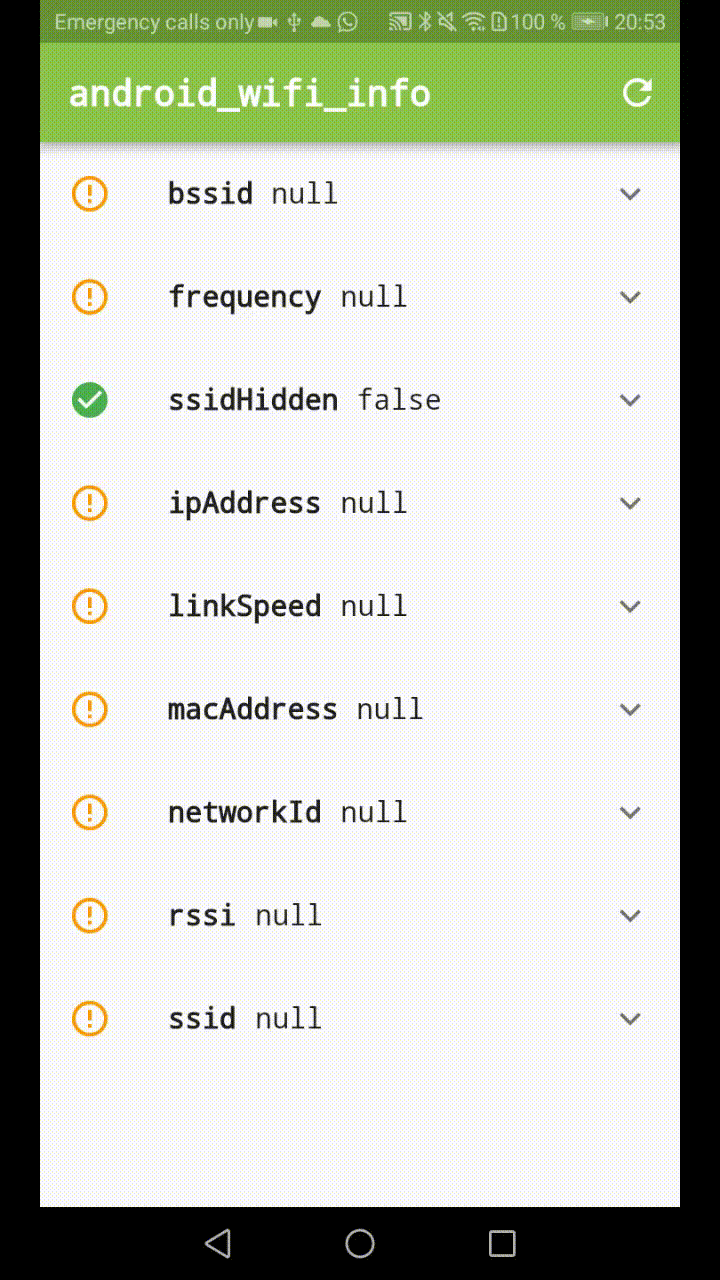 Emergency calls only 100 % 20:53
android_wifi_info
bssid null
frequency null
ssidHidden false
ipAddress null
linkSpeed null
macAddress null
networkId null
rssi null
ssid null